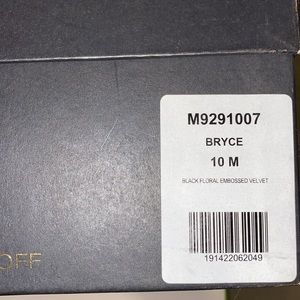 M9291007
BRYCE
10 M
BLACK FLORAL EMBOSSED VELVET
191422062049
OFF